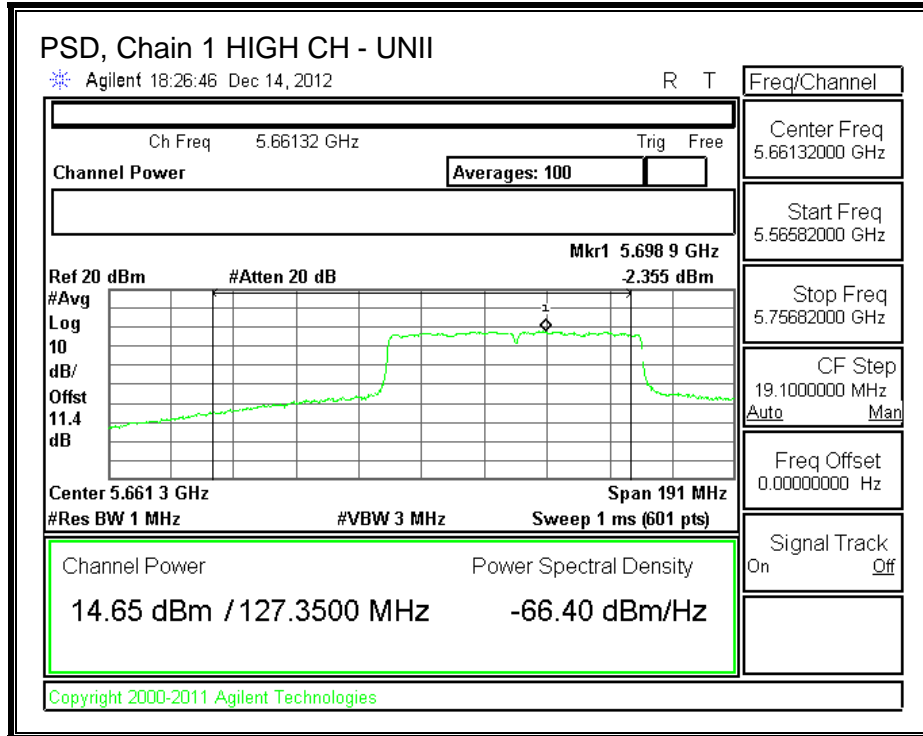 PSD, Chain 1 HIGH CH - UNII
Agilent 18:26:46 Dec 14, 2012 R T
Freq/Channel
Ch Freq 5.66132 GHz Trig Free
Channel Power Averages: 100
Center Freq
5.66132000 GHz
Start Freq
5.56582000 GHz
Mkr1 5.698 9 GHz
Ref 20 dBm #Atten 20 dB -2.355 dBm
#Avg
Log
10
dB/
Offst
11.4
dB
1
Stop Freq
5.75682000 GHz
CF Step
19.1000000 MHz
Auto Man
Freq Offset
0.00000000 Hz
Center 5.661 3 GHz Span 191 MHz
#Res BW 1 MHz #VBW 3 MHz Sweep 1 ms (601 pts)
Signal Track
On Off
Channel Power Power Spectral Density
14.65 dBm / 127.3500 MHz -66.40 dBm/Hz
Copyright 2000-2011 Agilent Technologies